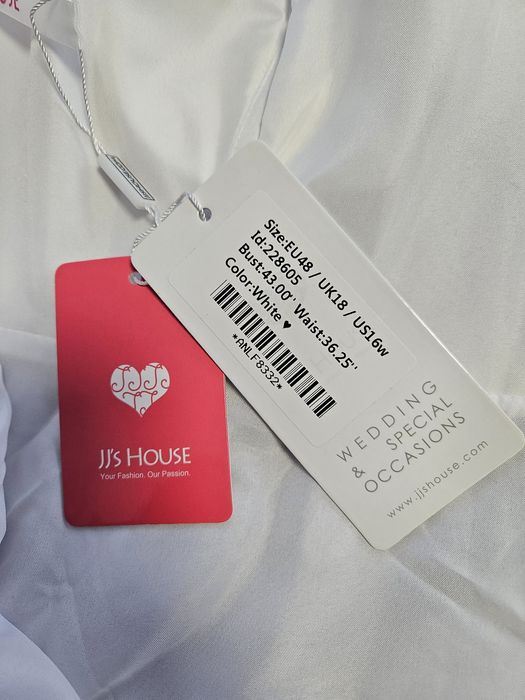 Size:EU48 / UK18 / US16w
Id:228605
Bust:43.00'' Waist:36.25''
Color:White ♥
*ANLF8332*
WEDDING
& SPECIAL
OCCASIONS
www.jjshouse.com
JJ's HOUSE
Your Fashion. Our Passion.